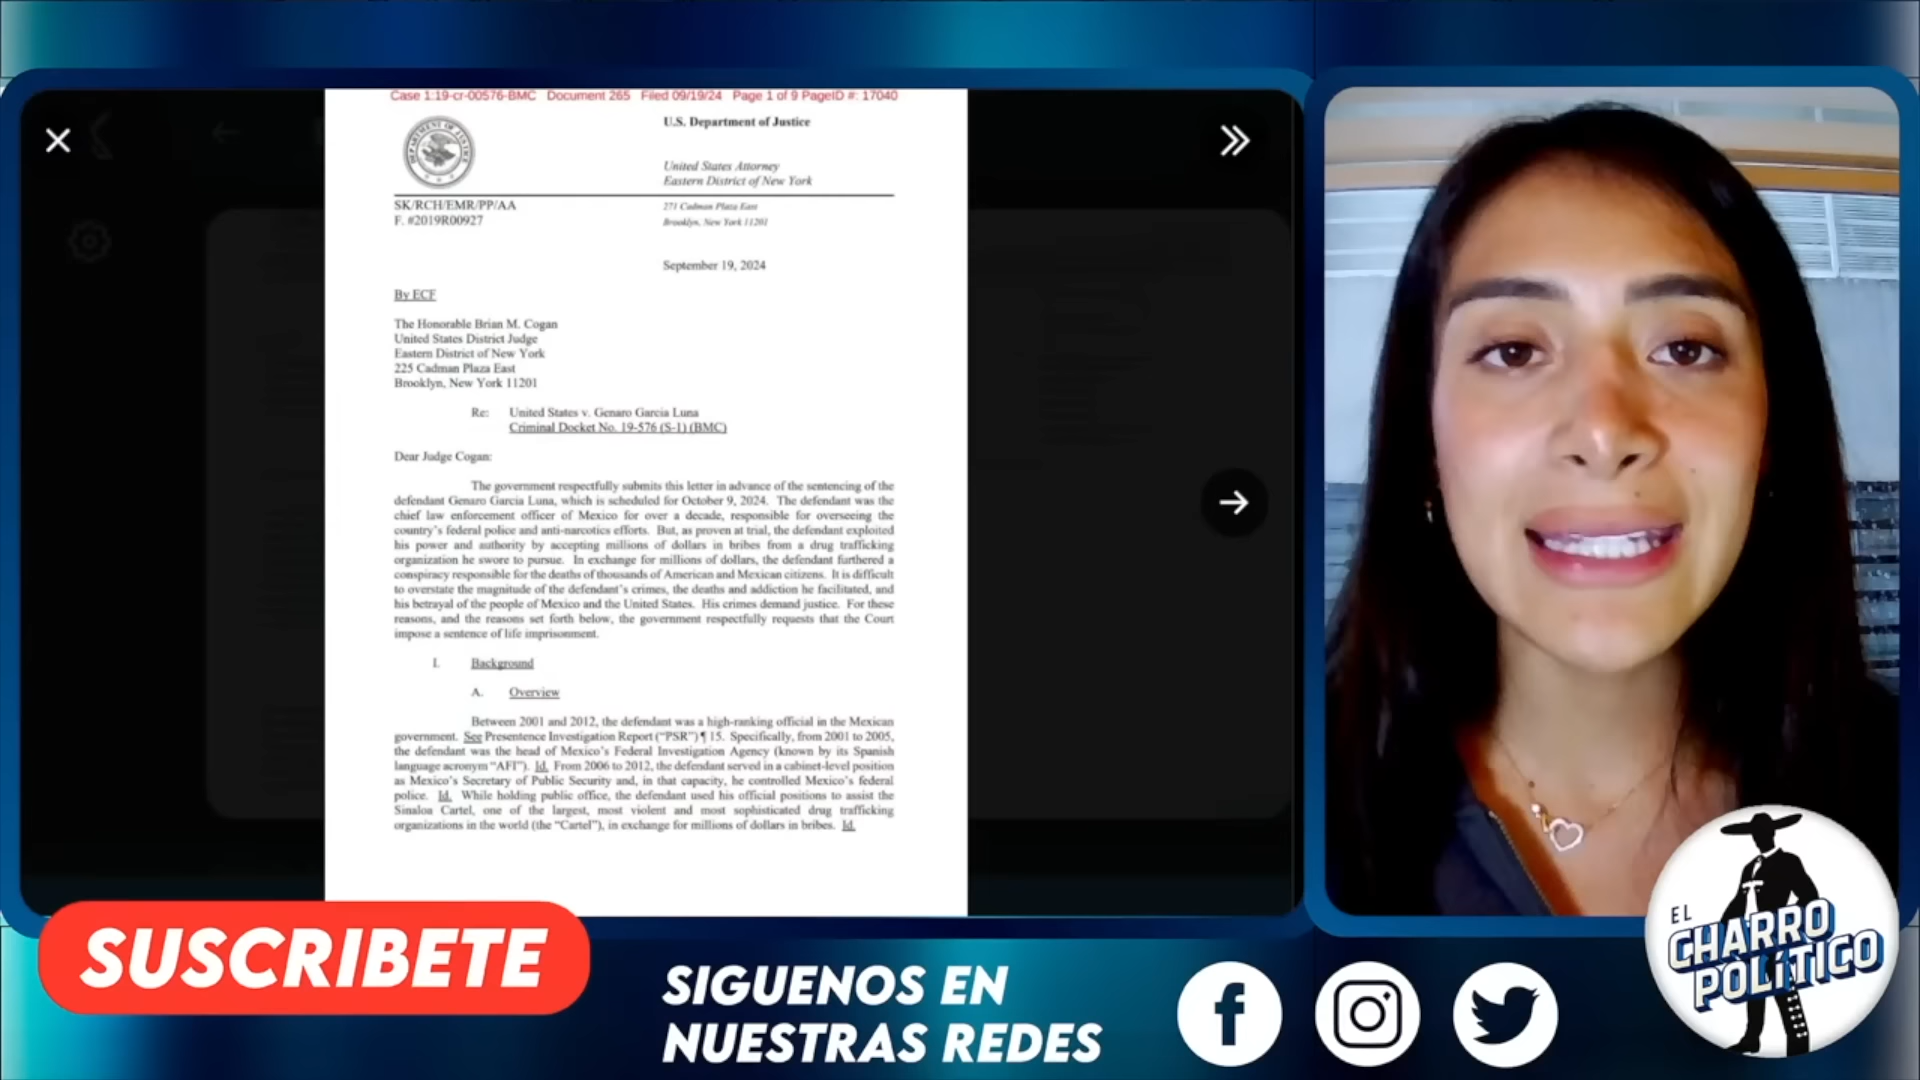 Case 1:19-cr-00576-BMC Document 265 Filed 09/19/24 Page 1 of 9 PageID #: 17040
U.S. Department of Justice
United States Attorney
Eastern District of New York
SK/RCH/EMR/PP/AA
F. #2019R00927
271 Cadman Plaza East
Brooklyn, New York 11201
September 19, 2024
By ECF
The Honorable Brian M. Cogan
United States District Judge
Eastern District of New York
225 Cadman Plaza East
Brooklyn, New York 11201
Re: United States v. Genaro Garcia Luna
Criminal Docket No. 19-576 (S-1) (BMC)
Dear Judge Cogan:
The government respectfully submits this letter in advance of the sentencing of the
defendant Genaro Garcia Luna, which is scheduled for October 9, 2024. The defendant was the
chief law enforcement officer of Mexico for over a decade, responsible for overseeing the
country's federal police and anti-narcotics efforts. But, as proven at trial, the defendant exploited
his power and authority by accepting millions of dollars in bribes from a drug trafficking
organization he swore to pursue. In exchange for millions of dollars, the defendant furthered a
conspiracy responsible for the deaths of thousands of American and Mexican citizens. It is difficult
to overstate the magnitude of the defendant's crimes, the deaths and addiction he facilitated, and
his betrayal of the people of Mexico and the United States. His crimes demand justice. For these
reasons, and the reasons set forth below, the government respectfully requests that the Court
impose a sentence of life imprisonment.
I. Background
A. Overview
Between 2001 and 2012, the defendant was a high-ranking official in the Mexican
government. See Presentence Investigation Report ("PSR") ¶ 15. Specifically, from 2001 to 2005,
the defendant was the head of Mexico's Federal Investigation Agency (known by its Spanish
language acronym "AFI"). Id. From 2006 to 2012, the defendant served in a cabinet-level position
as Mexico's Secretary of Public Security and, in that capacity, he controlled Mexico's federal
police. Id. While holding public office, the defendant used his official positions to assist the
Sinaloa Cartel, one of the largest, most violent and most sophisticated drug trafficking
organizations in the world (the "Cartel"), in exchange for millions of dollars in bribes. Id.
SUSCRIBETE
SIGUENOS EN
NUESTRAS REDES
EL
CHARRO
POLÍTICO